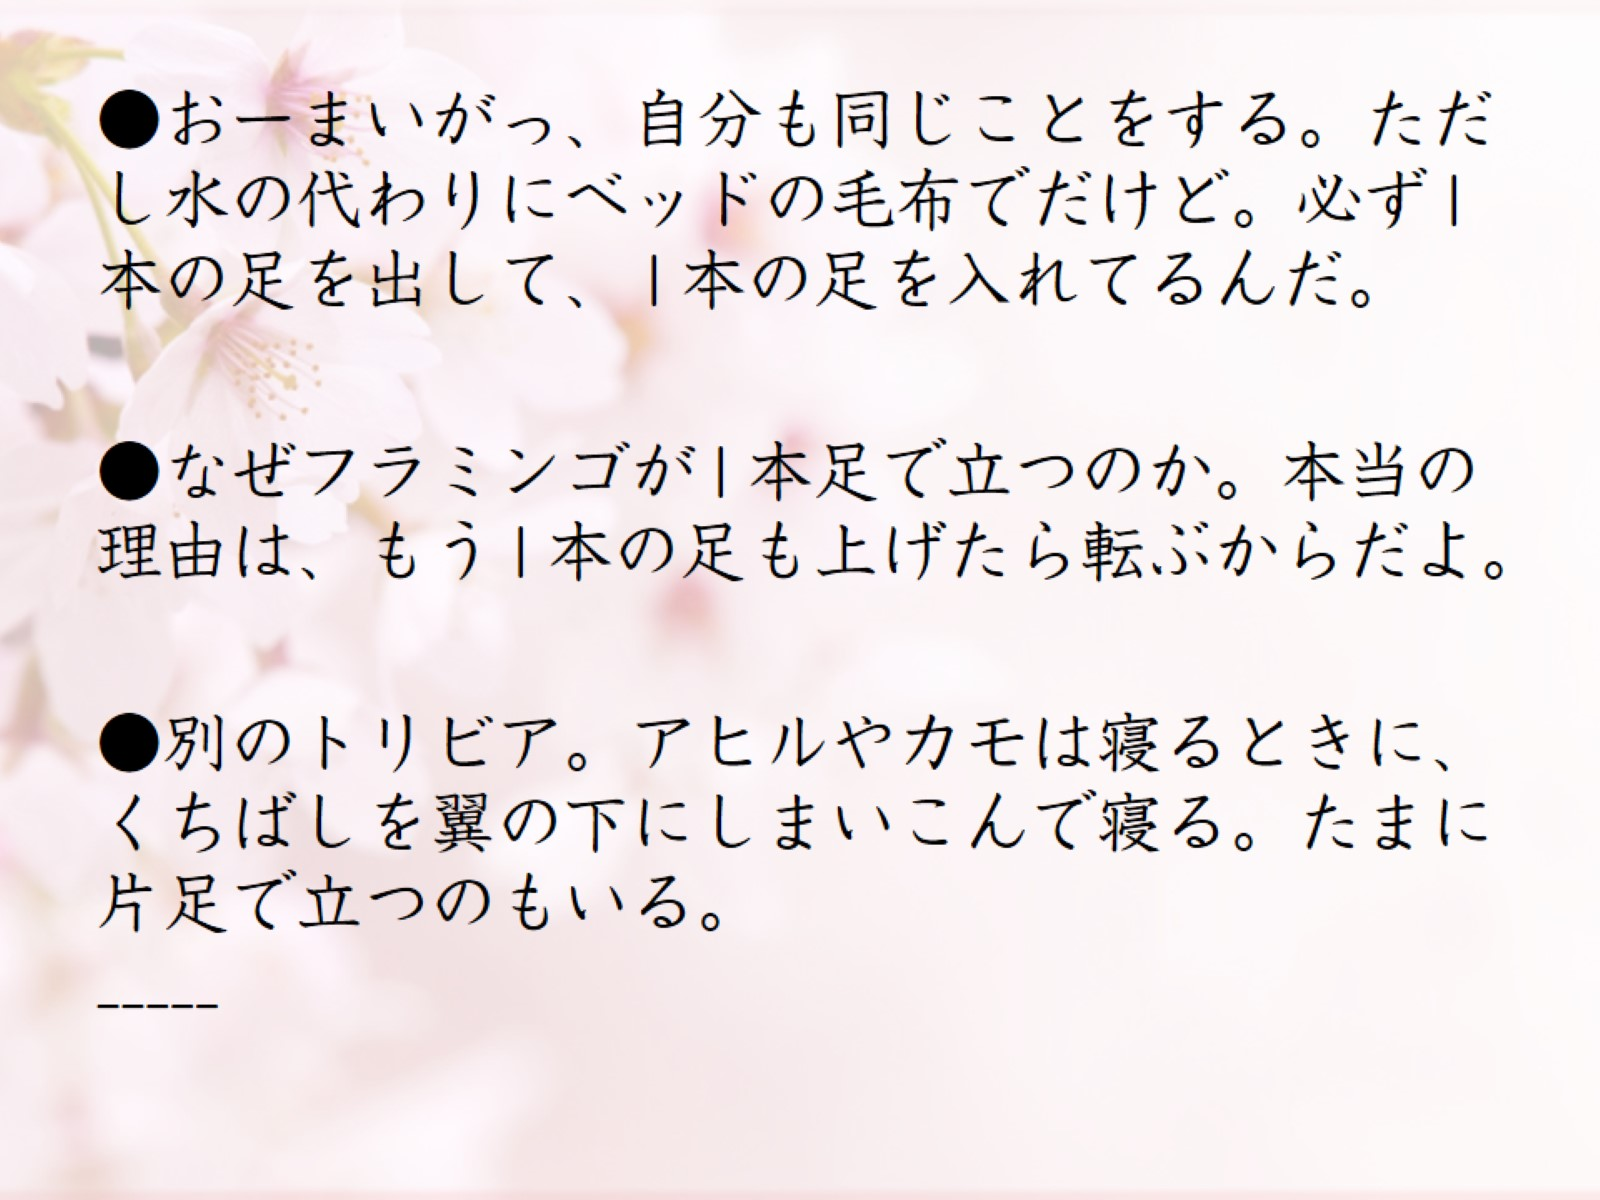 ●おーまいがっ、自分も同じことをする。ただ
し水の代わりにベッドの毛布でだけど。必ず1
本の足を出して、1本の足を入れてるんだ。
●なぜフラミンゴが1本足で立つのか。本当の
理由は、もう1本の足も上げたら転ぶからだよ。
●別のトリビア。アヒルやカモは寝るときに、
くちばしを翼の下にしまいこんで寝る。たまに
片足で立つのもいる。
-----